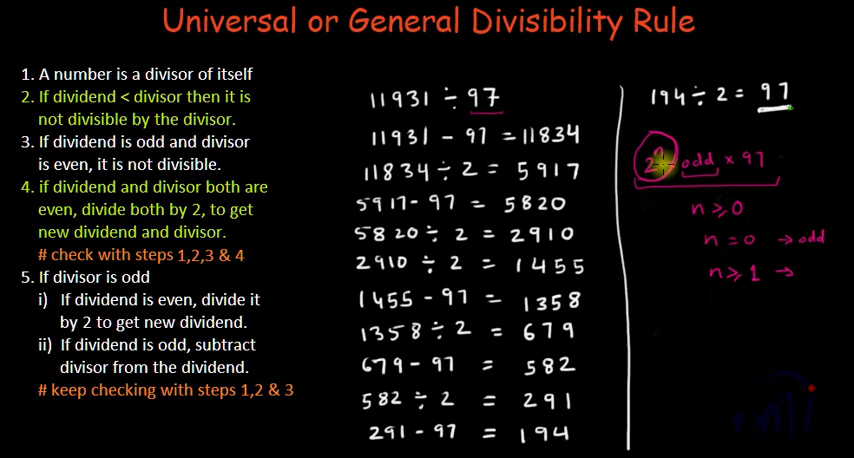 Universal or General Divisibility Rule
1. A number is a divisor of itself
2. If dividend < divisor then it is
not divisible by the divisor.
3. If dividend is odd and divisor
is even, it is not divisible.
4. if dividend and divisor both are
even, divide both by 2, to get
new dividend and divisor.
# check with steps 1,2,3 & 4
5. If divisor is odd
i) If dividend is even, divide it
by 2 to get new dividend.
ii) If dividend is odd, subtract
divisor from the dividend.
# keep checking with steps 1,2 & 3
11931 ÷ 97
11931 - 97 = 11834
11834 ÷ 2 = 5917
5917 - 97 = 5820
5820 ÷ 2 = 2910
2910 ÷ 2 = 1455
1455 - 97 = 1358
1358 ÷ 2 = 679
679 - 97 = 582
582 ÷ 2 = 291
291 - 97 = 194
194 ÷ 2 = 97
odd × 97
n ⩾ 0
n = 0 → odd
n ⩾ 1 →